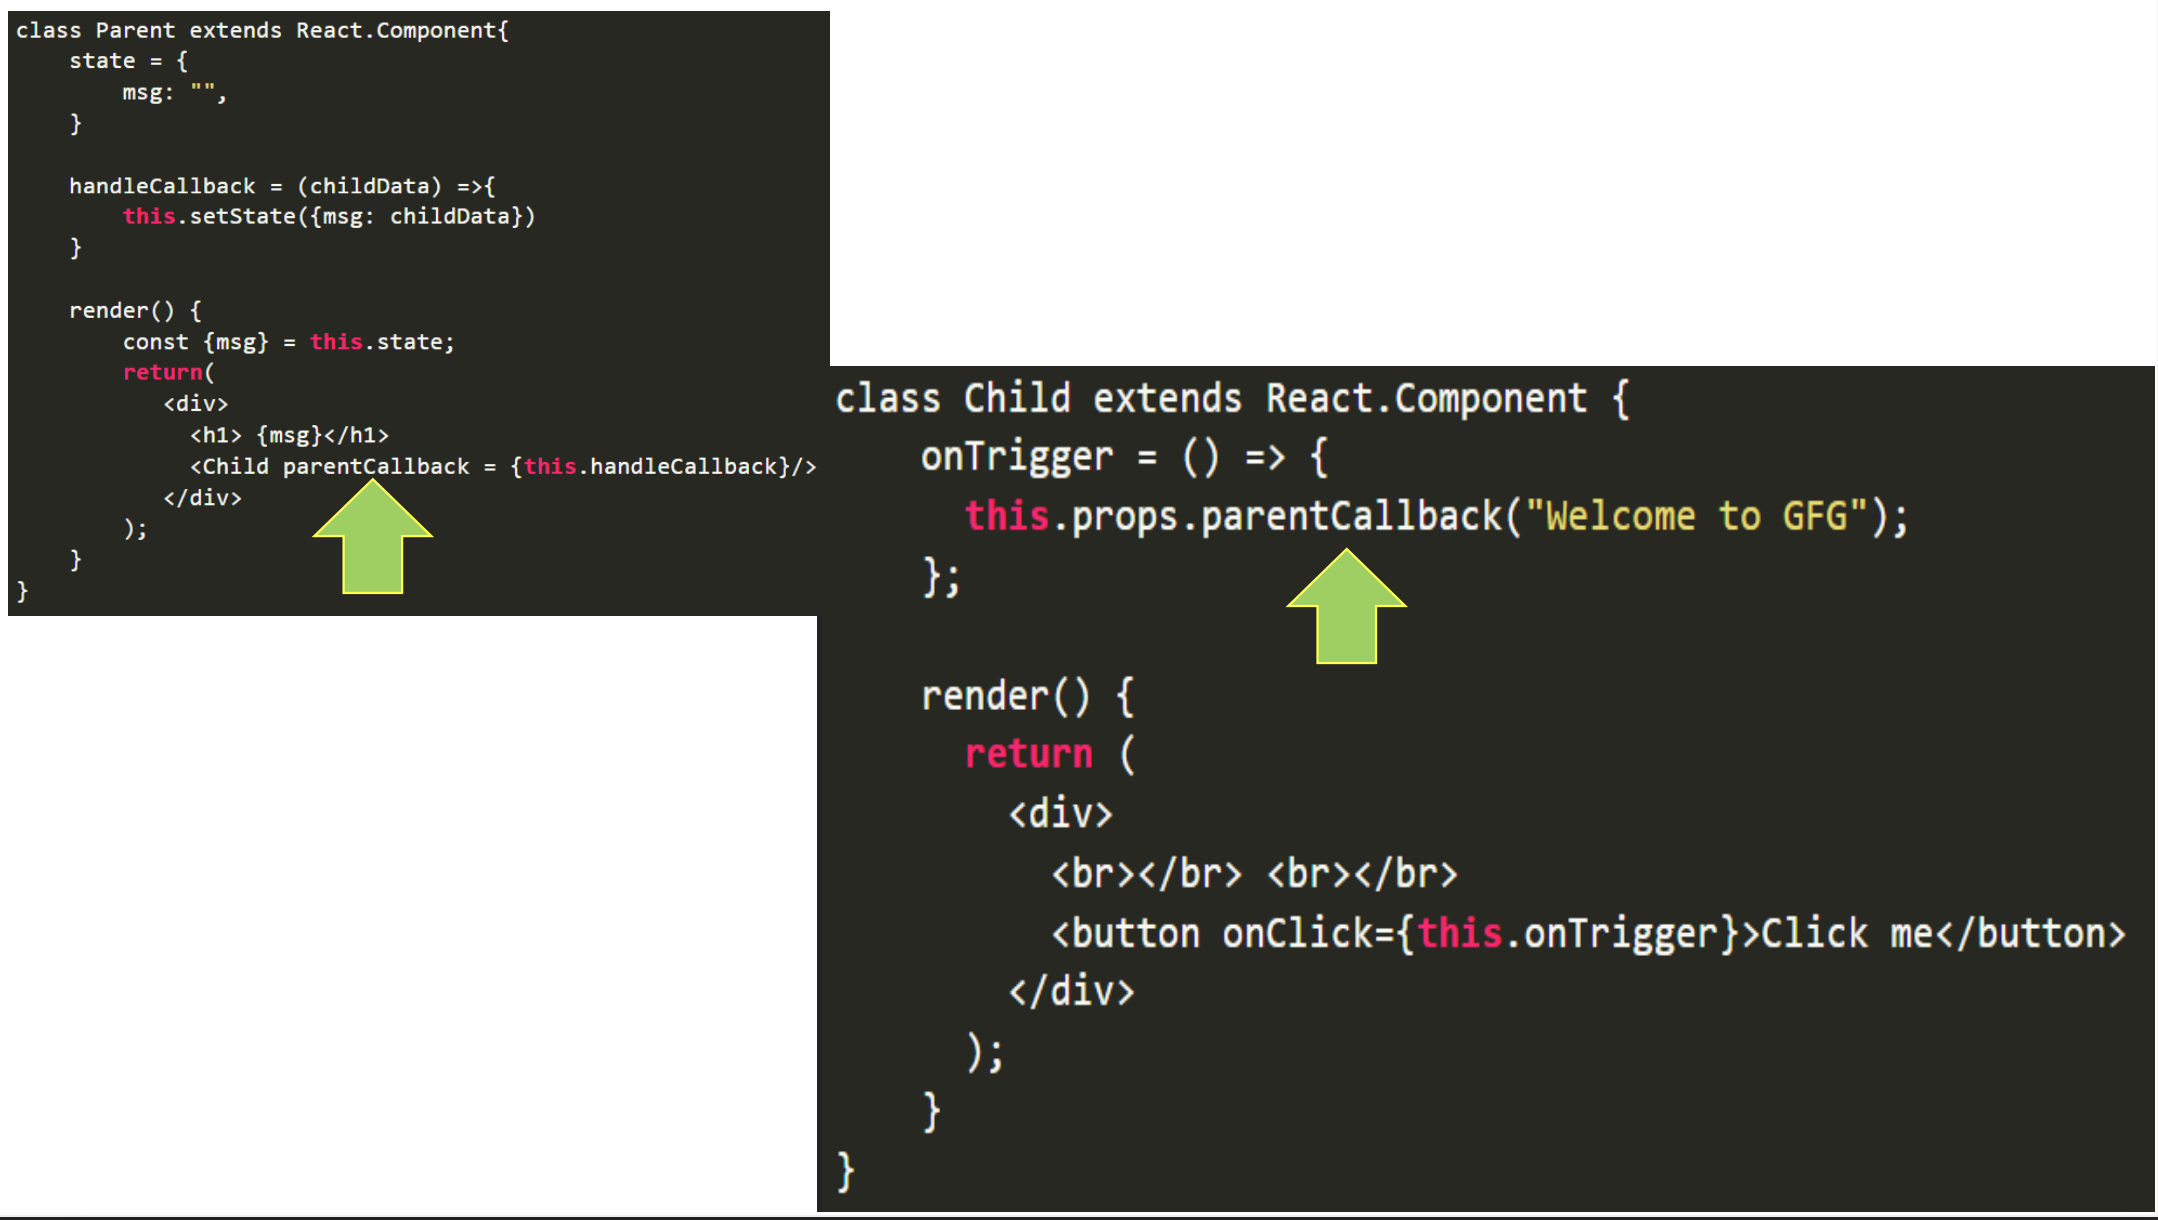 class Parent extends React.Component{
state = {
msg: "",
}
handleCallback = (childData) =>{
this.setState({msg: childData})
}
render() {
const {msg} = this.state;
return(
<div>
<h1> {msg}</h1>
<Child parentCallback = {this.handleCallback}/>
</div>
);
}
}
class Child extends React.Component {
onTrigger = () => {
this.props.parentCallback("Welcome to GFG");
};
render() {
return (
<div>
<br></br> <br></br>
<button onClick={this.onTrigger}>Click me</button>
</div>
);
}
}